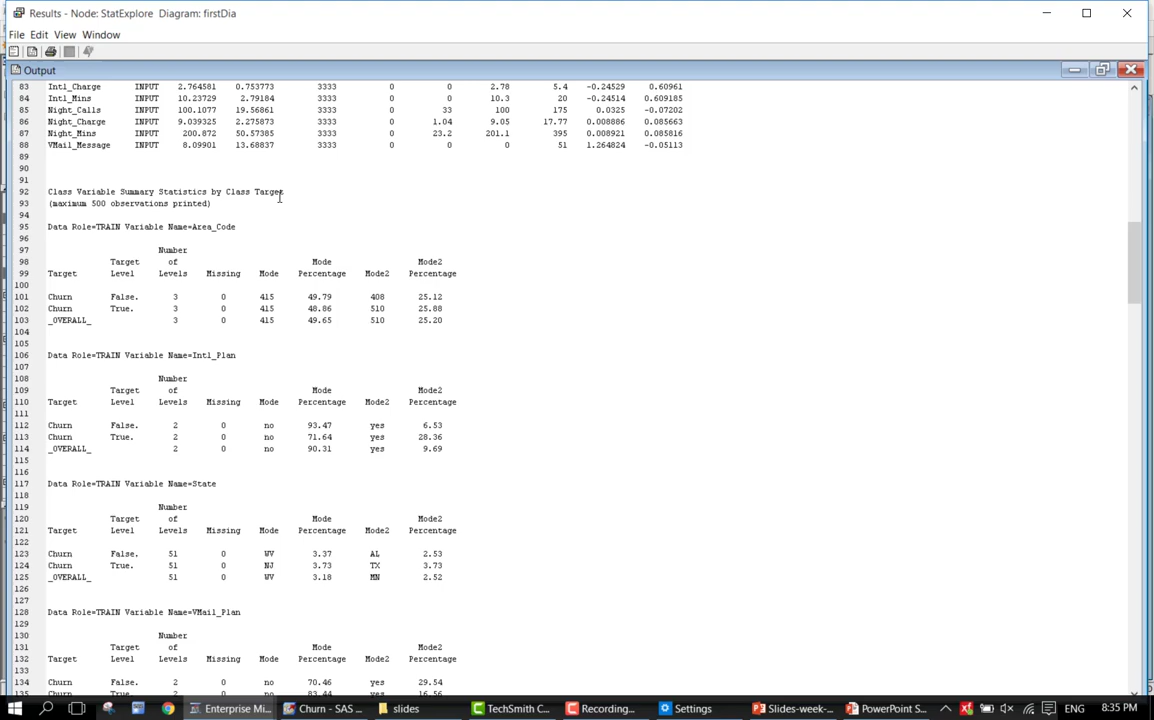 Results - Node: StatExplore  Diagram: firstDia
File Edit View Window
Output
83 Intl_Charge INPUT 2.764581 0.753773 3333 0 0 2.78 5.4 -0.24529 0.60961
84 Intl_Mins INPUT 10.23729 2.79184 3333 0 0 10.3 20 -0.24514 0.609185
85 Night_Calls INPUT 100.1077 19.56861 3333 0 33 100 175 0.0325 -0.07202
86 Night_Charge INPUT 9.039325 2.275873 3333 0 1.04 9.05 17.77 0.008886 0.085663
87 Night_Mins INPUT 200.872 50.57385 3333 0 23.2 201.1 395 0.008921 0.085816
88 VMail_Message INPUT 8.09901 13.68837 3333 0 0 0 51 1.264824 -0.05113
89
90
91
92 Class Variable Summary Statistics by Class Target
93 (maximum 500 observations printed)
94
95 Data Role=TRAIN Variable Name=Area_Code
96
97 Number
98 Target of Mode Mode2
99 Target Level Levels Missing Mode Percentage Mode2 Percentage
100
101 Churn False. 3 0 415 49.79 408 25.12
102 Churn True. 3 0 415 48.86 510 25.88
103 _OVERALL_ 3 0 415 49.65 510 25.20
104
105
106 Data Role=TRAIN Variable Name=Intl_Plan
107
108 Number
109 Target of Mode Mode2
110 Target Level Levels Missing Mode Percentage Mode2 Percentage
111
112 Churn False. 2 0 no 93.47 yes 6.53
113 Churn True. 2 0 no 71.64 yes 28.36
114 _OVERALL_ 2 0 no 90.31 yes 9.69
115
116
117 Data Role=TRAIN Variable Name=State
118
119 Number
120 Target of Mode Mode2
121 Target Level Levels Missing Mode Percentage Mode2 Percentage
122
123 Churn False. 51 0 WV 3.37 AL 2.53
124 Churn True. 51 0 NJ 3.73 TX 3.73
125 _OVERALL_ 51 0 WV 3.18 MN 2.52
126
127
128 Data Role=TRAIN Variable Name=VMail_Plan
129
130 Number
131 Target of Mode Mode2
132 Target Level Levels Missing Mode Percentage Mode2 Percentage
133
134 Churn False. 2 0 no 70.46 yes 29.54
135 Churn True. 2 0 no 83.44 yes 16.56
Enterprise Mi... Churn - SAS ... slides TechSmith C... Recording... Settings Slides-week-... PowerPoint S... ENG 8:35 PM